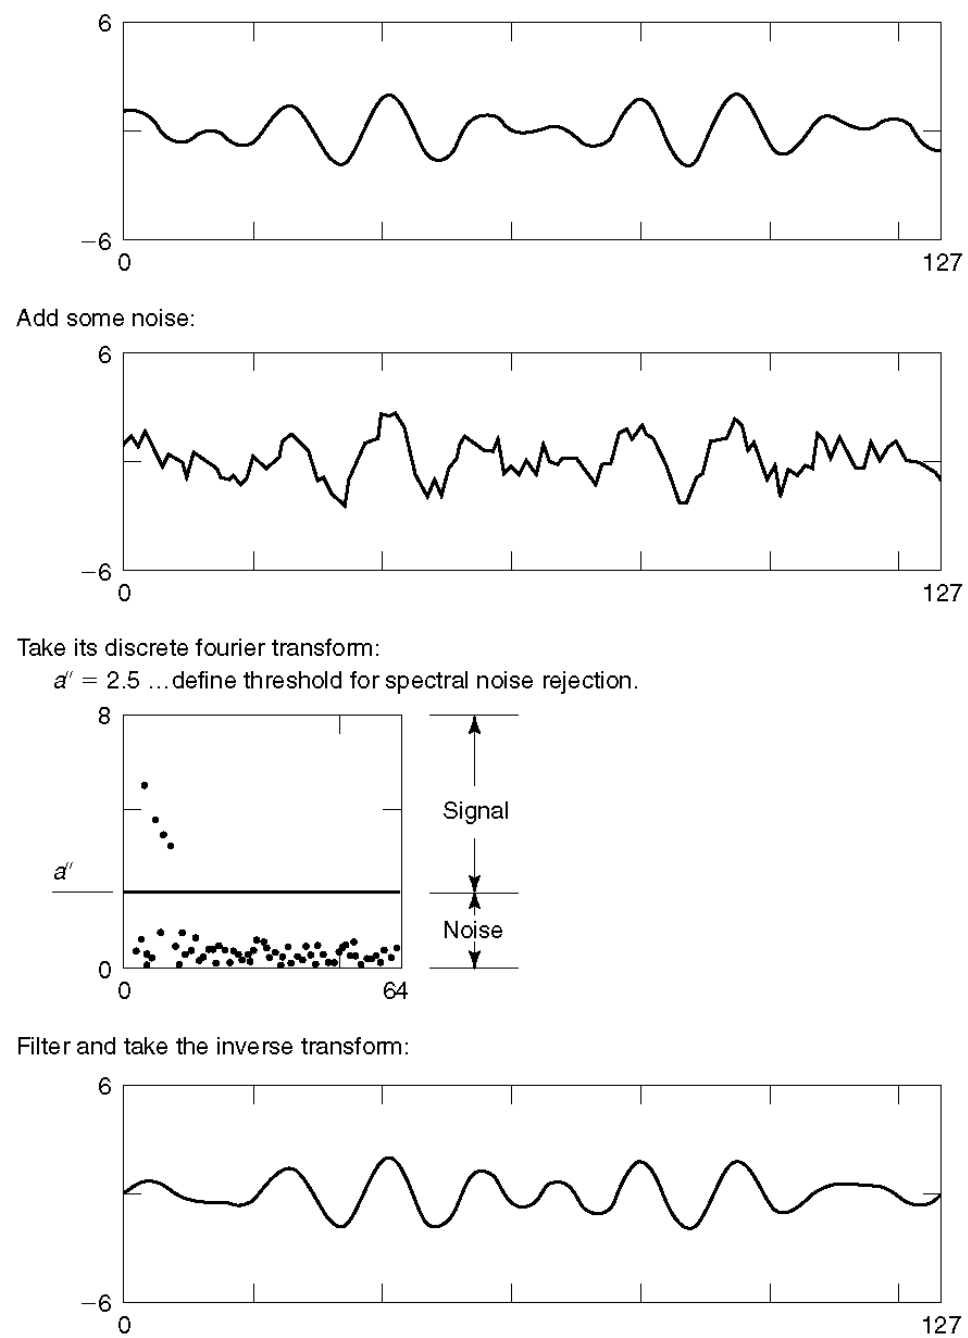 6
−6
0 127
Add some noise:
6
−6
0 127
Take its discrete fourier transform:
a″ = 2.5 ...define threshold for spectral noise rejection.
8
Signal
a″
Noise
0
0 64
Filter and take the inverse transform:
6
−6
0 127